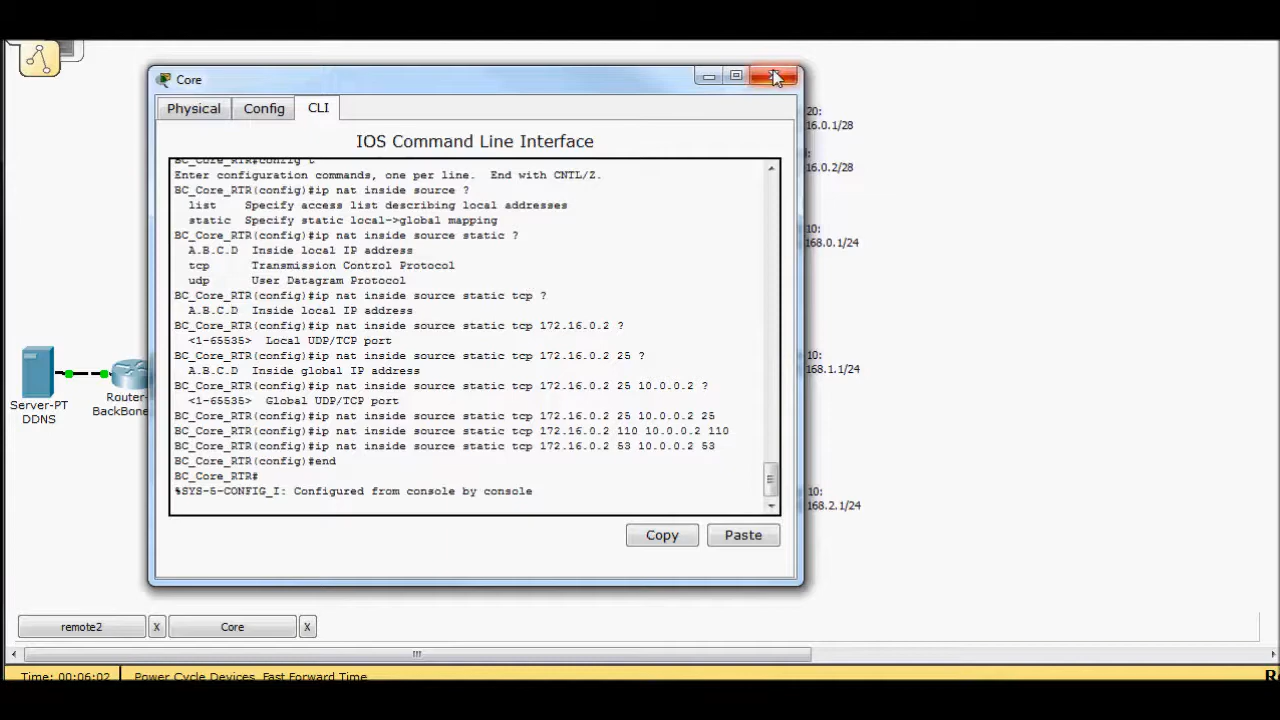 Core
Physical
Config
CLI
IOS Command Line Interface
BC_Core_RTR#config t
Enter configuration commands, one per line.  End with CNTL/Z.
BC_Core_RTR(config)#ip nat inside source ?
list    Specify access list describing local addresses
static  Specify static local->global mapping
BC_Core_RTR(config)#ip nat inside source static ?
A.B.C.D  Inside local IP address
tcp      Transmission Control Protocol
udp      User Datagram Protocol
BC_Core_RTR(config)#ip nat inside source static tcp ?
A.B.C.D  Inside local IP address
BC_Core_RTR(config)#ip nat inside source static tcp 172.16.0.2 ?
<1-65535>  Local UDP/TCP port
BC_Core_RTR(config)#ip nat inside source static tcp 172.16.0.2 25 ?
A.B.C.D  Inside global IP address
BC_Core_RTR(config)#ip nat inside source static tcp 172.16.0.2 25 10.0.0.2 ?
<1-65535>  Global UDP/TCP port
BC_Core_RTR(config)#ip nat inside source static tcp 172.16.0.2 25 10.0.0.2 25
BC_Core_RTR(config)#ip nat inside source static tcp 172.16.0.2 110 10.0.0.2 110
BC_Core_RTR(config)#ip nat inside source static tcp 172.16.0.2 53 10.0.0.2 53
BC_Core_RTR(config)#end
BC_Core_RTR#
%SYS-5-CONFIG_I: Configured from console by console
Copy
Paste
Server-PT
DDNS
Router-
BackBone
20:
16.0.1/28
16.0.2/28
10:
168.0.1/24
10:
168.1.1/24
10:
168.2.1/24
remote2
X
Core
X
Time: 00:06:02
Power Cycle Devices
Fast Forward Time